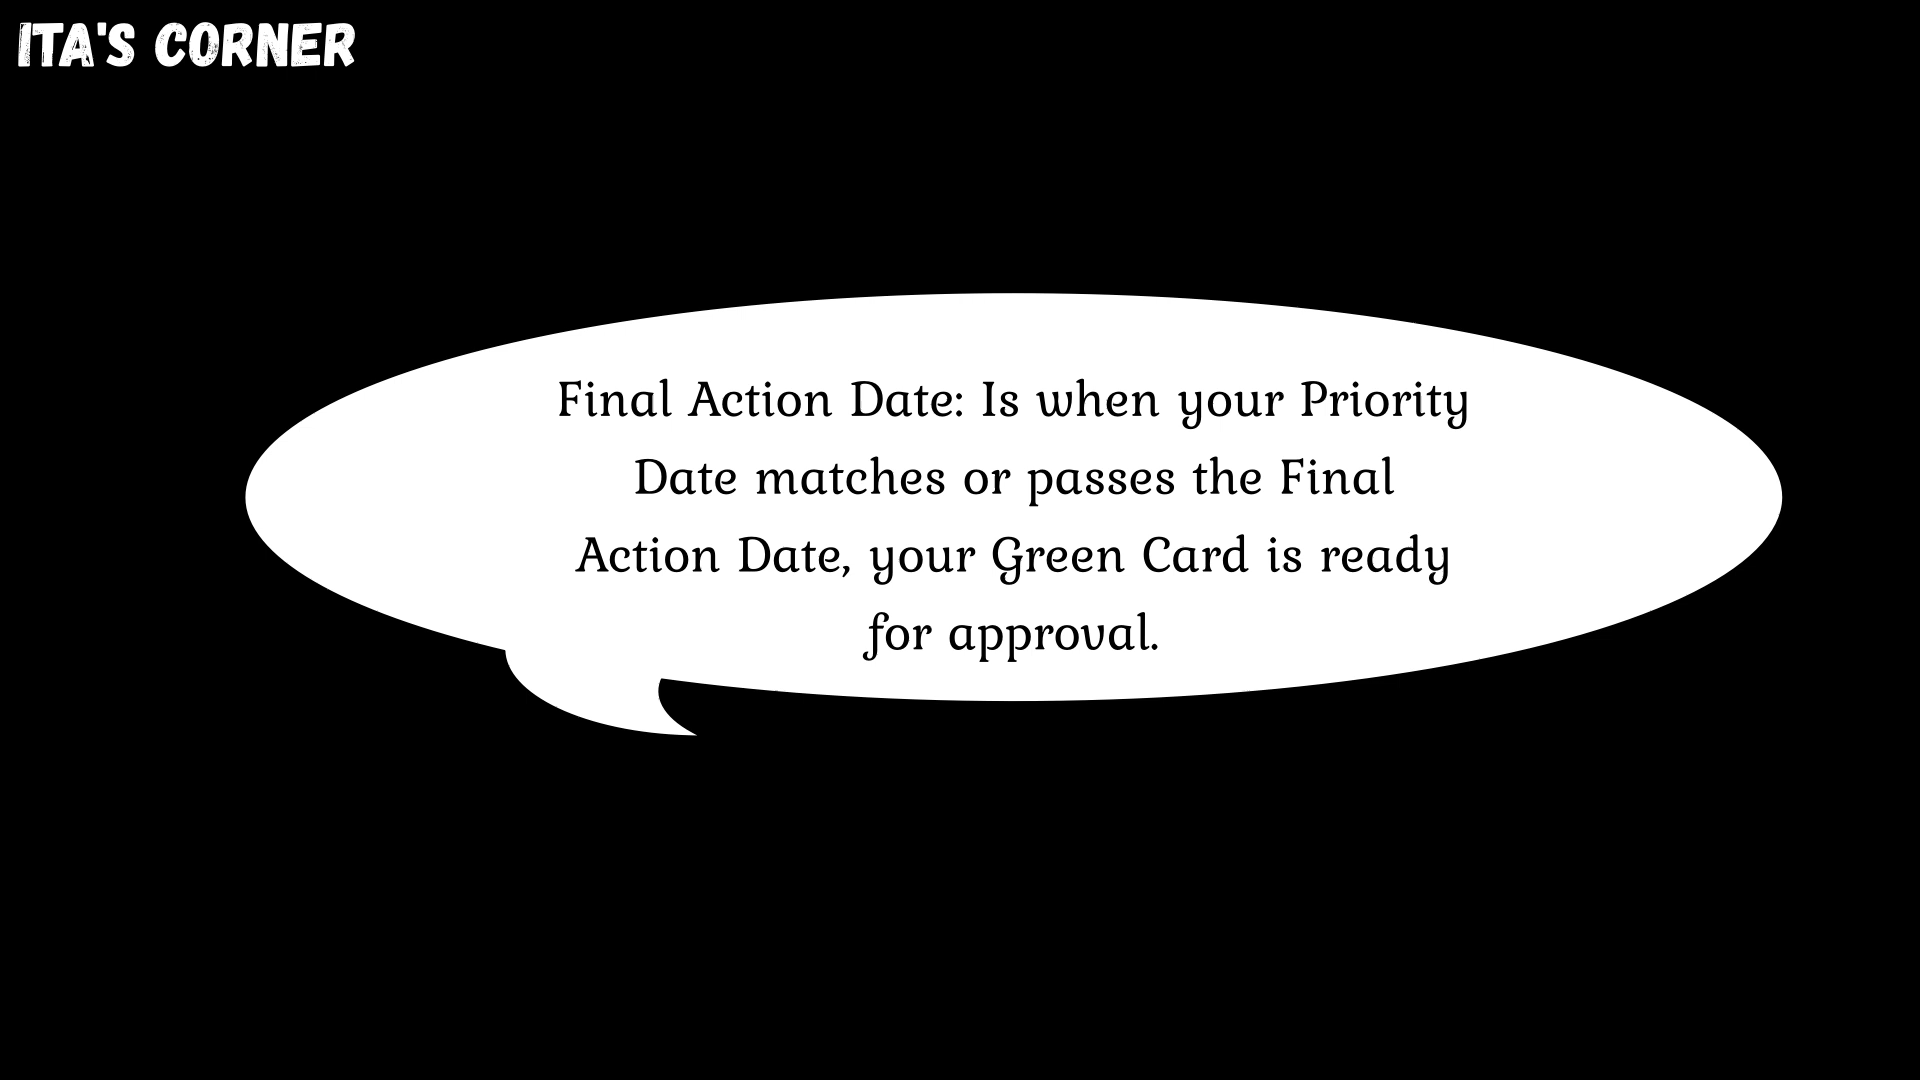 ITA'S CORNER
Final Action Date: Is when your Priority
Date matches or passes the Final
Action Date, your Green Card is ready
for approval.